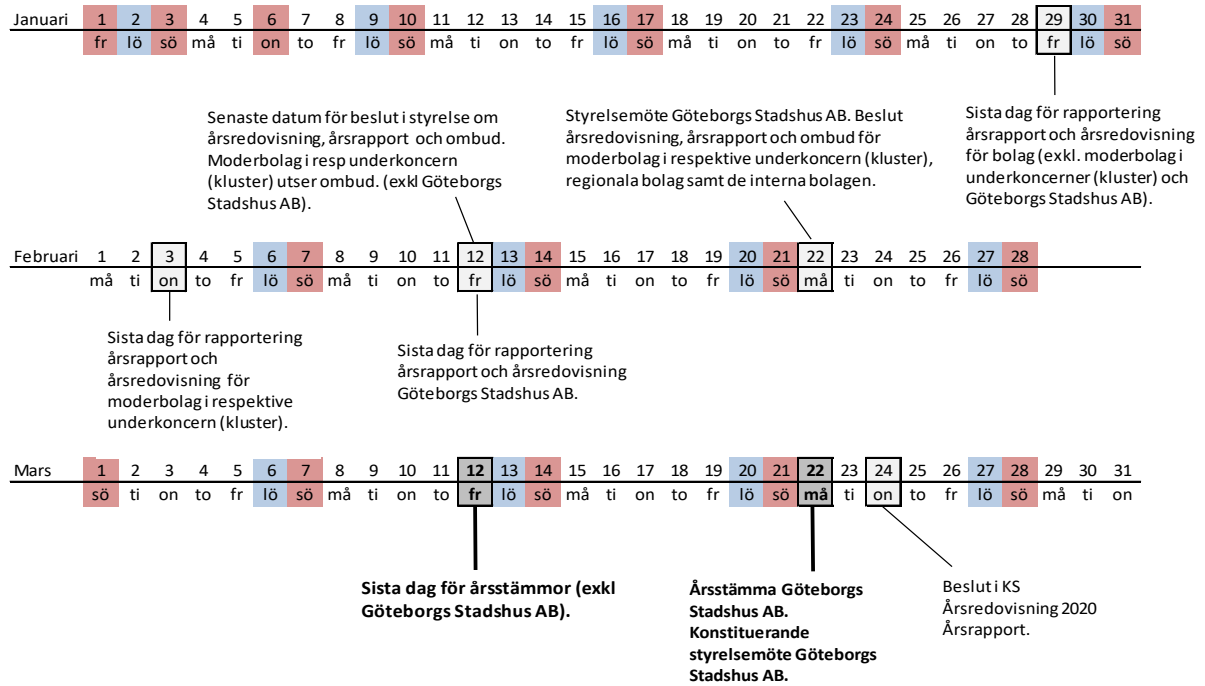 Januari 1 2 3 4 5 6 7 8 9 10 11 12 13 14 15 16 17 18 19 20 21 22 23 24 25 26 27 28 29 30 31
fr lö sö må ti on to fr lö sö må ti on to fr lö sö må ti on to fr lö sö må ti on to fr lö sö
Senaste datum för beslut i styrelse om
årsredovisning, årsrapport och ombud.
Moderbolag i resp underkoncern
(kluster) utser ombud. (exkl Göteborgs
Stadshus AB).
Styrelsemöte Göteborgs Stadshus AB. Beslut
årsredovisning, årsrapport och ombud för
moderbolag i respektive underkoncern (kluster),
regionala bolag samt de interna bolagen.
Sista dag för rapportering
årsrapport och årsredovisning
för bolag (exkl. moderbolag i
underkoncerner (kluster) och
Göteborgs Stadshus AB).
Februari 1 2 3 4 5 6 7 8 9 10 11 12 13 14 15 16 17 18 19 20 21 22 23 24 25 26 27 28
må ti on to fr lö sö må ti on to fr lö sö må ti on to fr lö sö må ti on to fr lö sö
Sista dag för rapportering
årsrapport och
årsredovisning för
moderbolag i respektive
underkoncern (kluster).
Sista dag för rapportering
årsrapport och årsredovisning
Göteborgs Stadshus AB.
Mars 1 2 3 4 5 6 7 8 9 10 11 12 13 14 15 16 17 18 19 20 21 22 23 24 25 26 27 28 29 30 31
sö ti on to fr lö sö må ti on to fr lö sö må ti on to fr lö sö må ti on to fr lö sö må ti on
Sista dag för årsstämmor (exkl
Göteborgs Stadshus AB).
Årsstämma Göteborgs
Stadshus AB.
Konstituerande
styrelsemöte Göteborgs
Stadshus AB.
Beslut i KS
Årsredovisning 2020
Årsrapport.